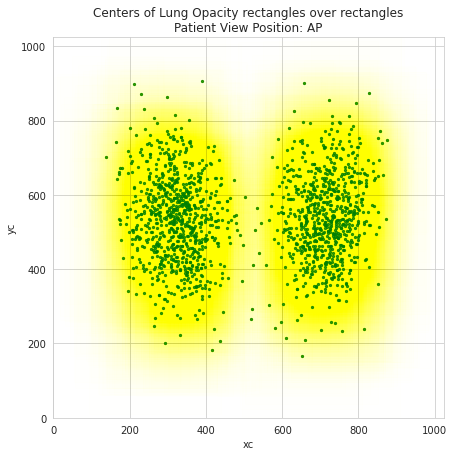 Centers of Lung Opacity rectangles over rectangles
Patient View Position: AP
1000
800
600
400
200
0
yc
0 200 400 600 800 1000
xc